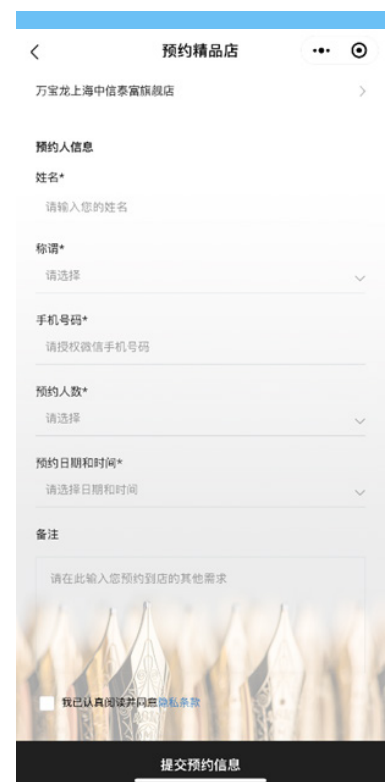 预约精品店
万宝龙上海中信泰富旗舰店
预约人信息
姓名*
请输入您的姓名
称谓*
请选择
手机号码*
请授权微信手机号码
预约人数*
请选择
预约日期和时间*
请选择日期和时间
备注
请在此输入您预约到店的其他需求
我已认真阅读并同意隐私条款
提交预约信息